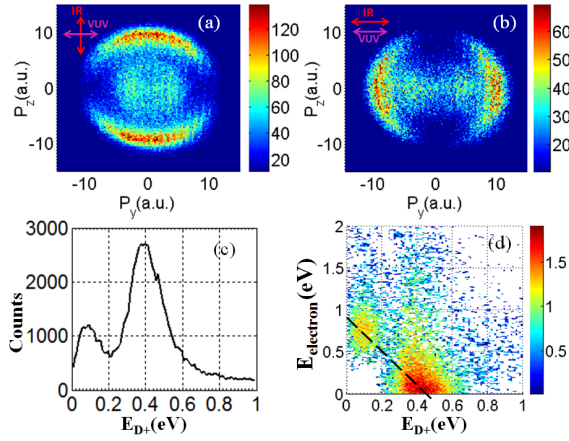 (a)
IR
VUV
10
0
-10
P_z(a.u.)
-10 0 10
P_y(a.u.)
120
100
80
60
40
20
(b)
IR
VUV
10
0
-10
P_z(a.u.)
-10 0 10
P_y(a.u.)
60
50
40
30
20
(c)
3000
2000
1000
0
Counts
0 0.2 0.4 0.6 0.8 1
E_D+(eV)
(d)
2
1.5
1
0.5
0
E_electron(eV)
0 0.2 0.4 0.6 0.8 1
E_D+(eV)
1.5
1
0.5
0